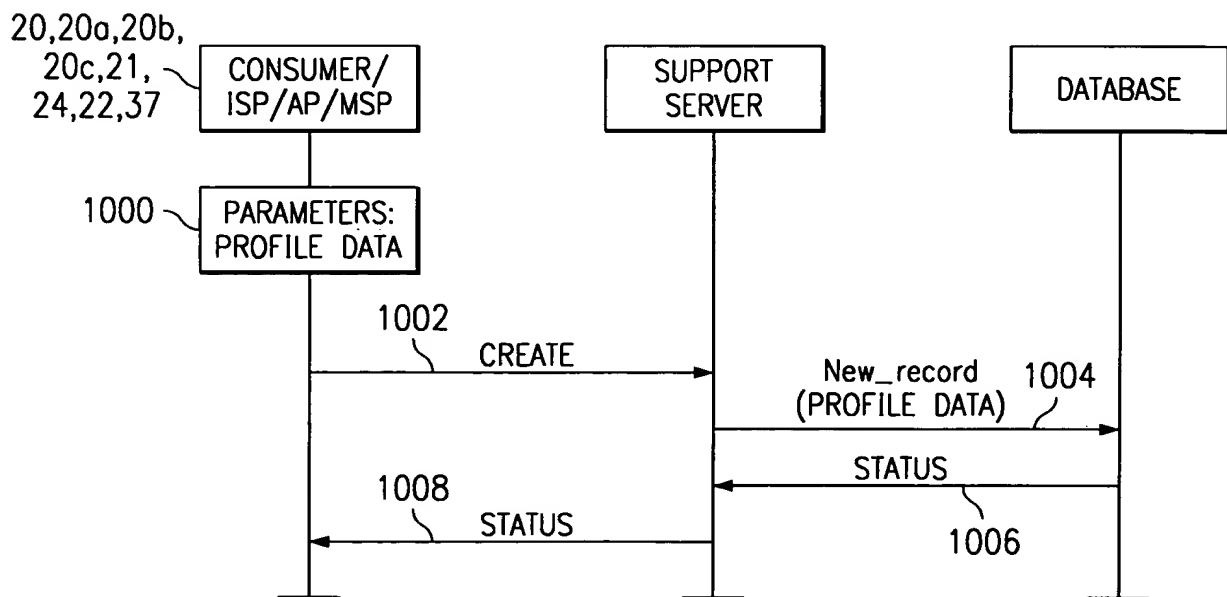 20,20a,20b,
20c,21,
24,22,37
CONSUMER/
ISP/AP/MSP
SUPPORT
SERVER
DATABASE
1000
PARAMETERS:
PROFILE DATA
1002
CREATE
New_record
(PROFILE DATA)
1004
STATUS
1006
1008
STATUS